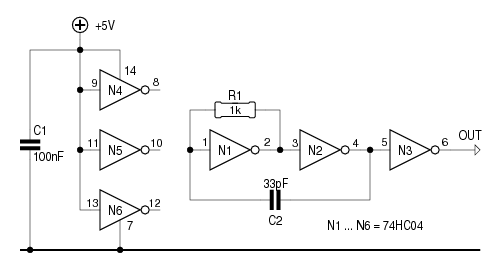 +5V
14
9
N4
8
R1
1k
C1
100nF
11
N5
10
1
N1
2
3
N2
4
5
N3
6
OUT
13
N6
12
7
33pF
C2
N1 ... N6 = 74HC04